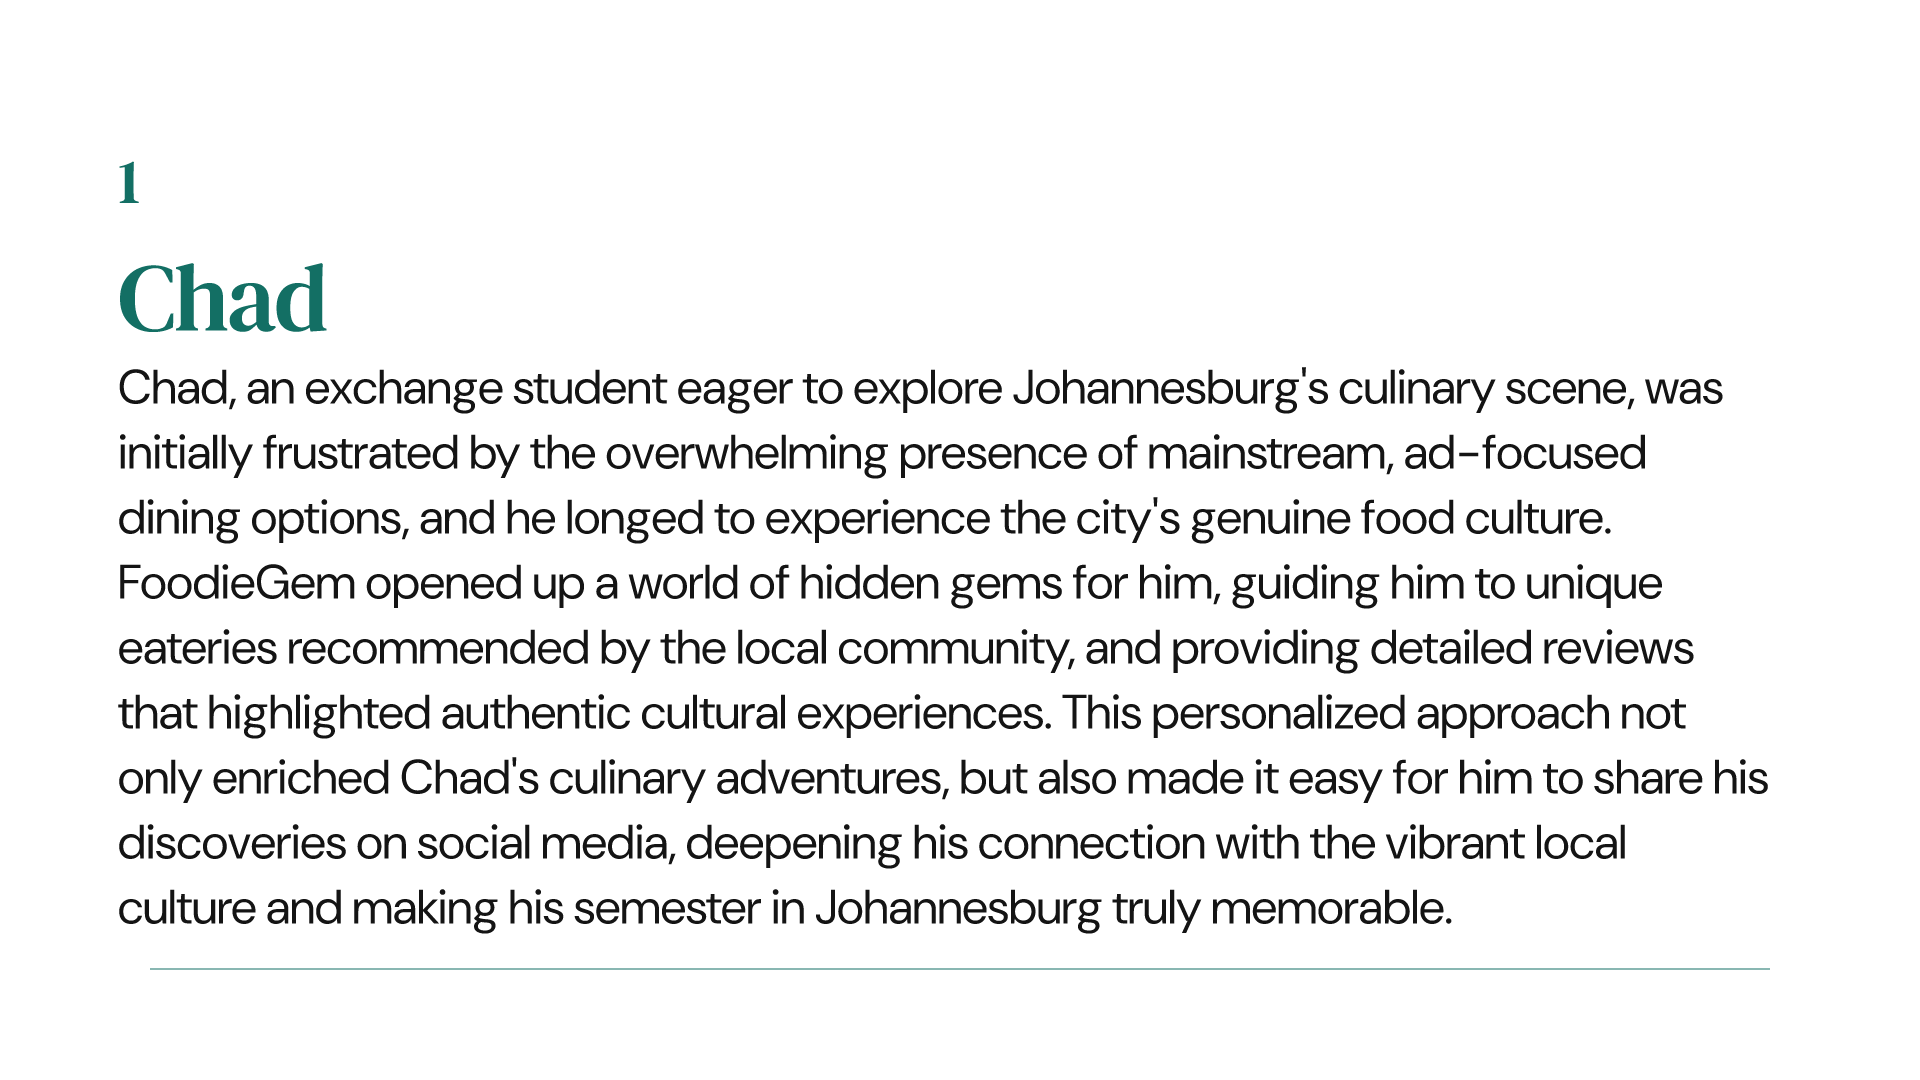 1
Chad
Chad, an exchange student eager to explore Johannesburg's culinary scene, was
initially frustrated by the overwhelming presence of mainstream, ad-focused
dining options, and he longed to experience the city's genuine food culture.
FoodieGem opened up a world of hidden gems for him, guiding him to unique
eateries recommended by the local community, and providing detailed reviews
that highlighted authentic cultural experiences. This personalized approach not
only enriched Chad's culinary adventures, but also made it easy for him to share his
discoveries on social media, deepening his connection with the vibrant local
culture and making his semester in Johannesburg truly memorable.